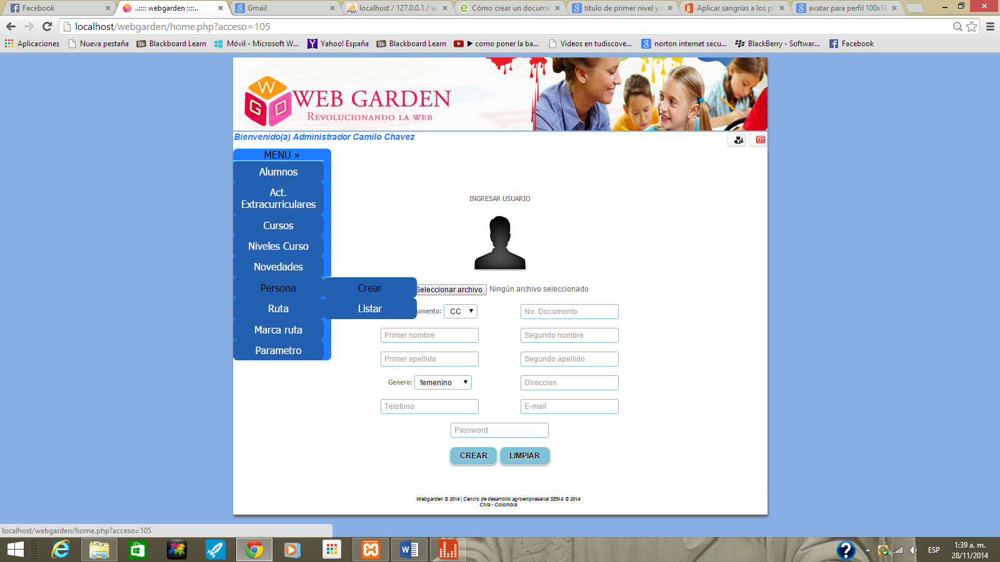 Facebook
..:::: webgarden ::::..
Gmail
localhost / 127.0.0.1 / w
Cómo crear un docume
titulo de primer nivel y s
Aplicar sangrías a los pá
avatar para perfil 100x10
localhost/webgarden/home.php?acceso=105
Aplicaciones
Nueva pestaña
Blackboard Learn
Móvil - Microsoft W...
Yahoo! España
Blackboard Learn
▶ como poner la ba...
Videos en tudiscove...
norton internet secu...
BlackBerry - Softwar...
Facebook
WGD
WEB GARDEN
REVOLUCIONANDO LA WEB
Bienvenido(a) Administrador Camilo Chavez
MENU »
Alumnos
Act.
Extracurriculares
Cursos
Niveles Curso
Novedades
Persona
Crear
Ruta
Listar
Marca ruta
Parametro
INGRESAR USUARIO
Seleccionar archivo Ningún archivo seleccionado
umento: CC
No. Documento
Primer nombre
Segundo nombre
Primer apellido
Segundo apellido
Genero: femenino
Direccion
Telefono
E-mail
Password
CREAR
LIMPIAR
Webgarden © 2014 | Centro de desarrollo agroempresarial SENA © 2014
Chía - Colombia
localhost/webgarden/home.php?acceso=105
ESP
1:39 a. m.
28/11/2014